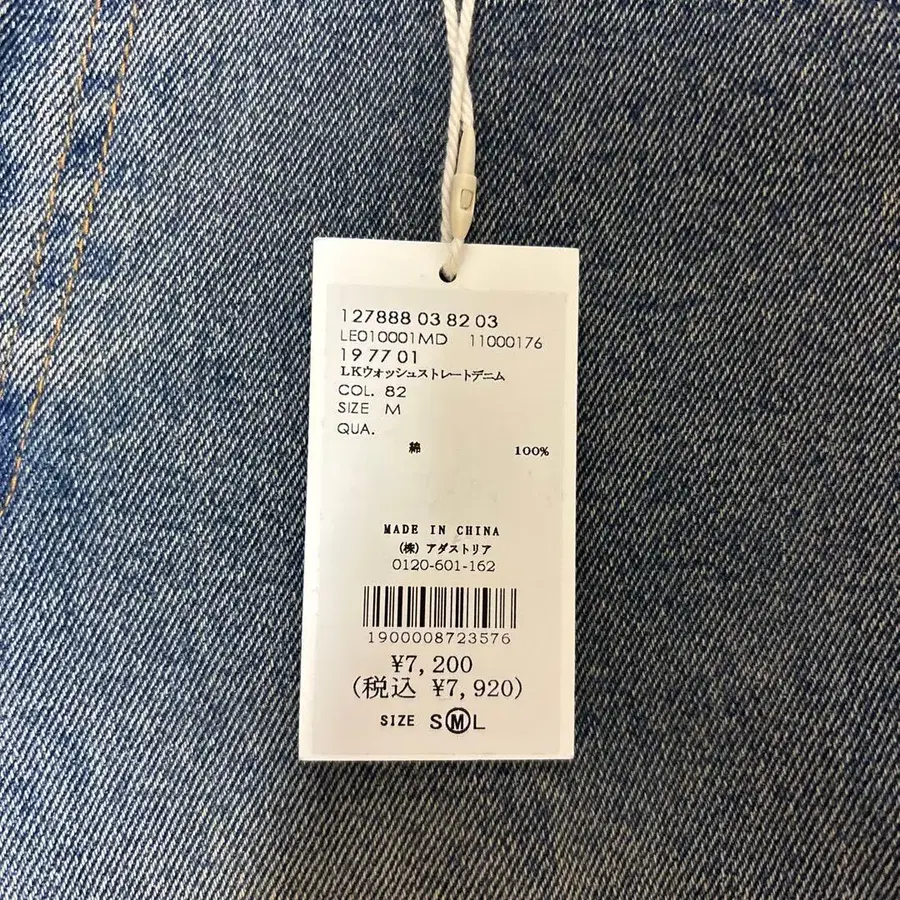 127888 03 82 03
LE010001MD 11000176
19 77 01
LKウォッシュストレートデニム
COL. 82
SIZE M
QUA.
綿 100%
MADE IN CHINA
(株) アダストリア
0120-601-162
1900008723576
¥7,200
(税込 ¥7,920)
SIZE S M L